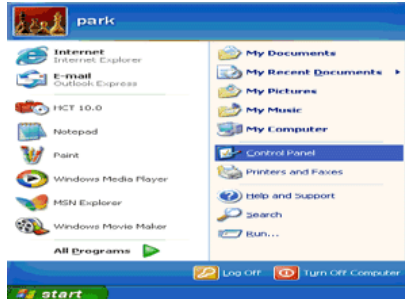 park
Internet
Internet Explorer
E-mail
Outlook Express
HCT 10.0
Notepad
Paint
Windows Media Player
MSN Explorer
Windows Movie Maker
All Programs
My Documents
My Recent Documents
My Pictures
My Music
My Computer
Control Panel
Printers and Faxes
Help and Support
Search
Run...
Log Off
Turn Off Computer
start